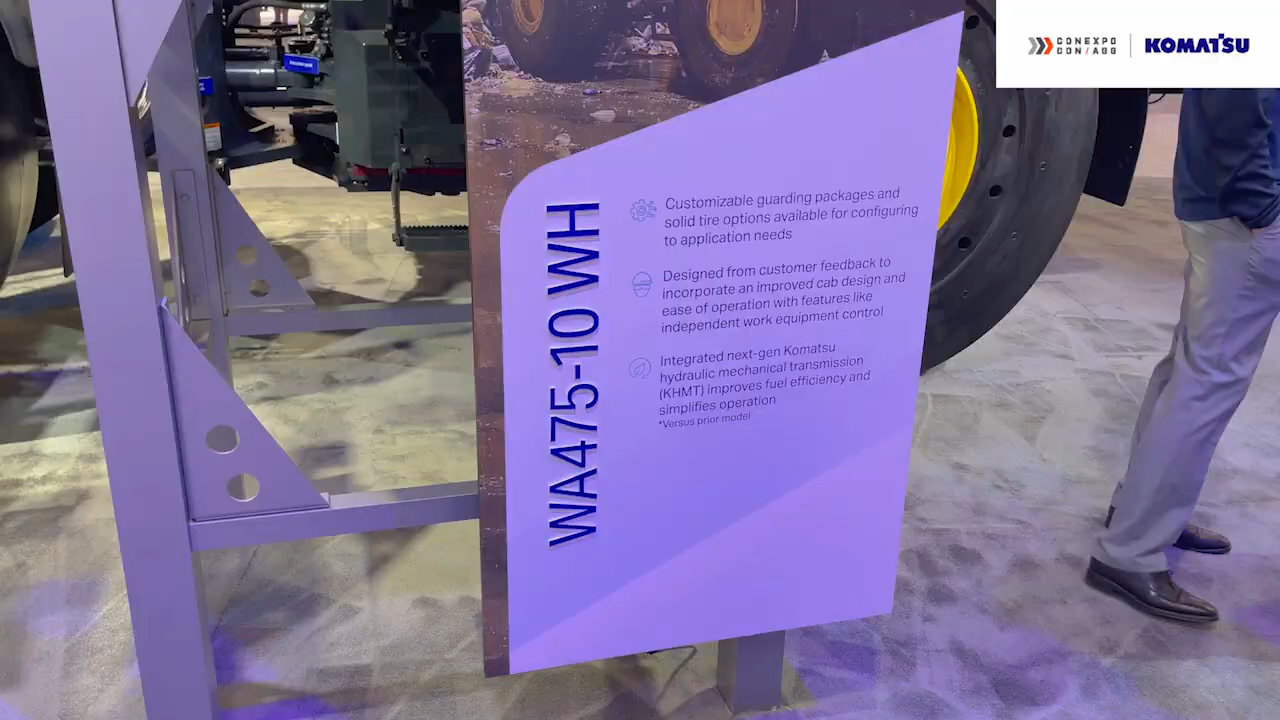 CONEXPO
CON/AGG
KOMATSU
WA475-10 WH
Customizable guarding packages and
solid tire options available for configuring
to application needs
Designed from customer feedback to
incorporate an improved cab design and
ease of operation with features like
independent work equipment control
Integrated next-gen Komatsu
hydraulic mechanical transmission
(KHMT) improves fuel efficiency and
simplifies operation
*Versus prior model